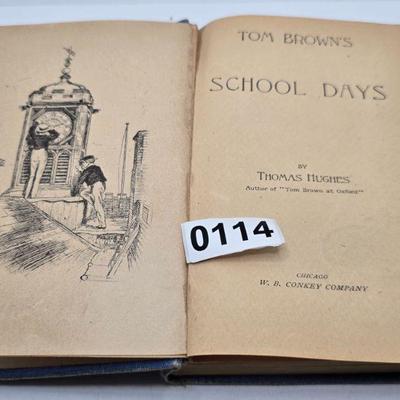 TOM BROWN'S
SCHOOL DAYS
BY
THOMAS HUGHES
Author of "Tom Brown at Oxford"
0114
CHICAGO
W. B. CONKEY COMPANY